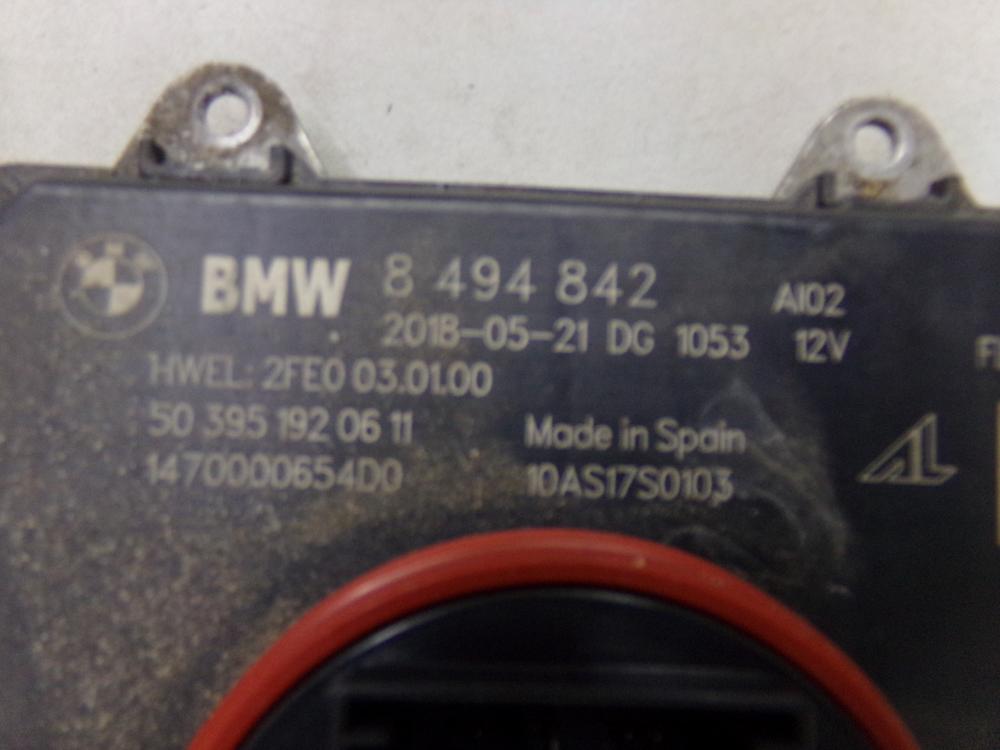 BMW 8 494 842 AI02
2018-05-21 DG 1053 12V
HWEL: 2FE0 03.01.00
50 395 192 06 11 Made in Spain
1470000654D0 10AS17S0103
AL